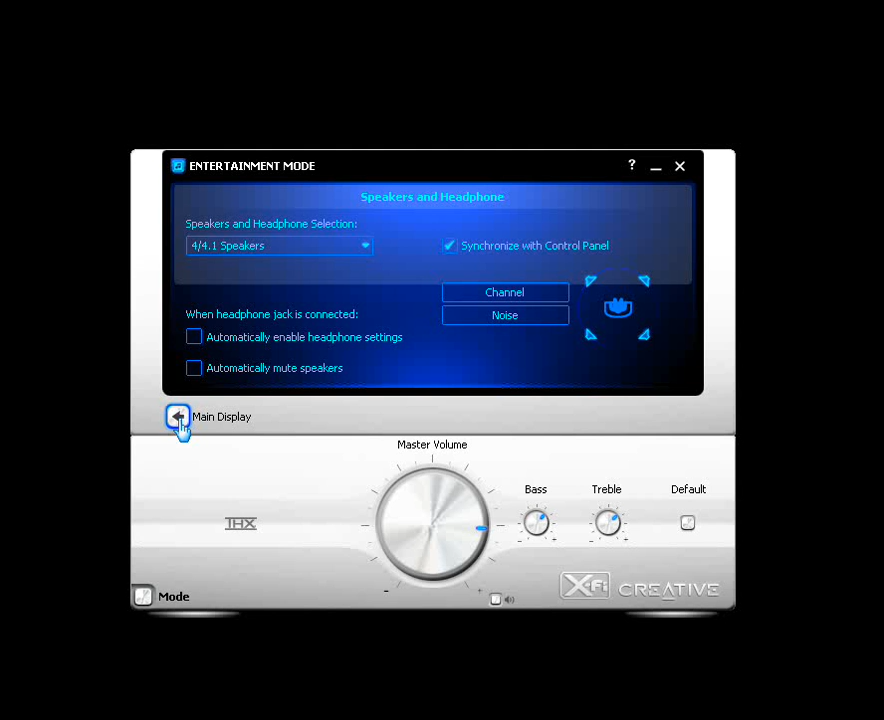 ENTERTAINMENT MODE
?
Speakers and Headphone
Speakers and Headphone Selection:
4/4.1 Speakers
Synchronize with Control Panel
Channel
When headphone jack is connected:
Noise
Automatically enable headphone settings
Automatically mute speakers
Main Display
Master Volume
Bass
Treble
Default
THX
- +
- +
- +
X-Fi
CREATIVE
Mode